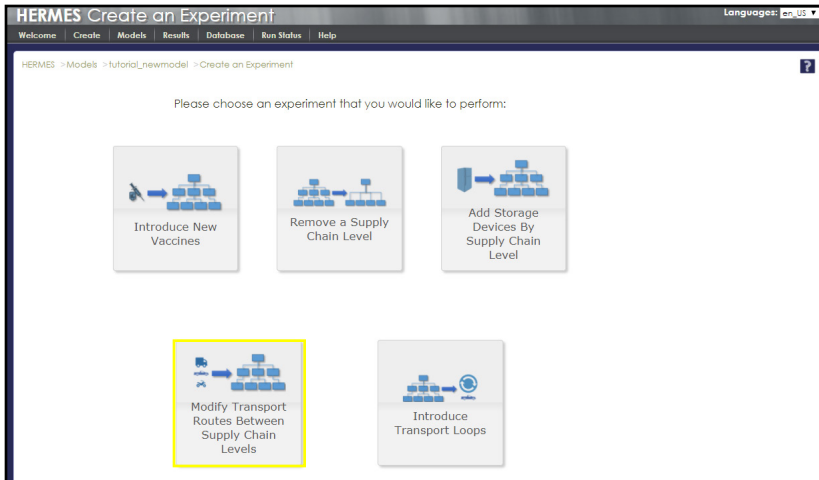 HERMES Create an Experiment
Languages: en_US
Welcome Create Models Results Database Run Status Help
HERMES > Models > tutorial_newmodel > Create an Experiment
?
Please choose an experiment that you would like to perform:
Introduce New
Vaccines
Remove a Supply
Chain Level
Add Storage
Devices By
Supply Chain
Level
Modify Transport
Routes Between
Supply Chain
Levels
Introduce
Transport Loops